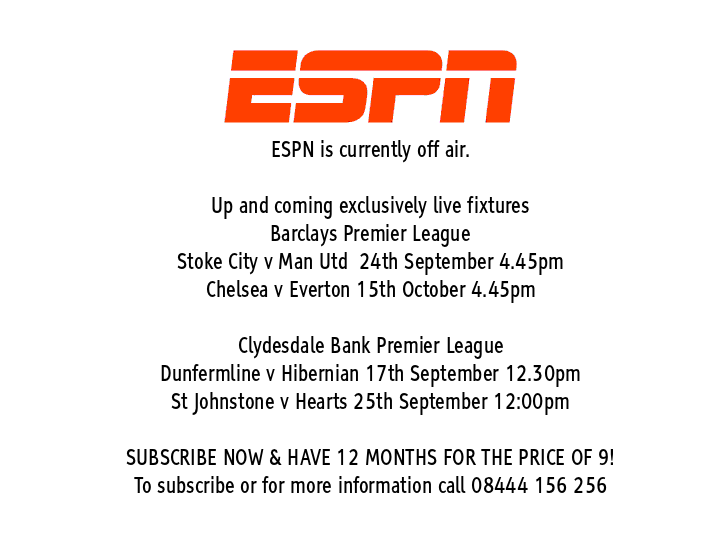 ESPN
ESPN is currently off air.
Up and coming exclusively live fixtures
Barclays Premier League
Stoke City v Man Utd  24th September 4.45pm
Chelsea v Everton 15th October 4.45pm
Clydesdale Bank Premier League
Dunfermline v Hibernian 17th September 12.30pm
St Johnstone v Hearts 25th September 12:00pm
SUBSCRIBE NOW & HAVE 12 MONTHS FOR THE PRICE OF 9!
To subscribe or for more information call 08444 156 256